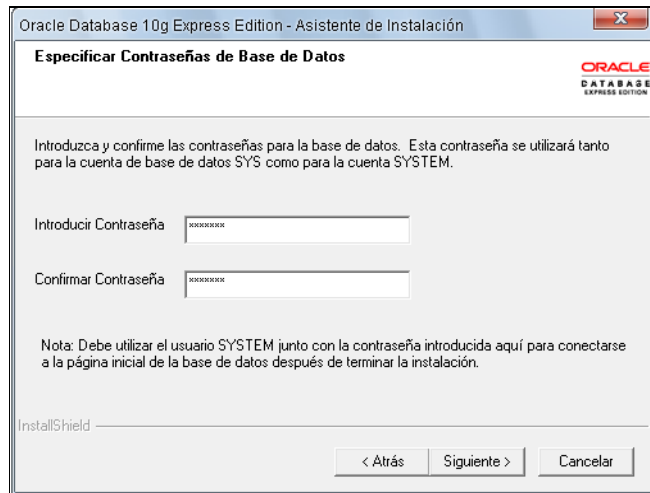 Oracle Database 10g Express Edition - Asistente de Instalación
Especificar Contraseñas de Base de Datos
ORACLE
DATABASE
EXPRESS EDITION
Introduzca y confirme las contraseñas para la base de datos. Esta contraseña se utilizará tanto
para la cuenta de base de datos SYS como para la cuenta SYSTEM.
Introducir Contraseña
*******
Confirmar Contraseña
*******
Nota: Debe utilizar el usuario SYSTEM junto con la contraseña introducida aquí para conectarse
a la página inicial de la base de datos después de terminar la instalación.
InstallShield
< Atrás
Siguiente >
Cancelar